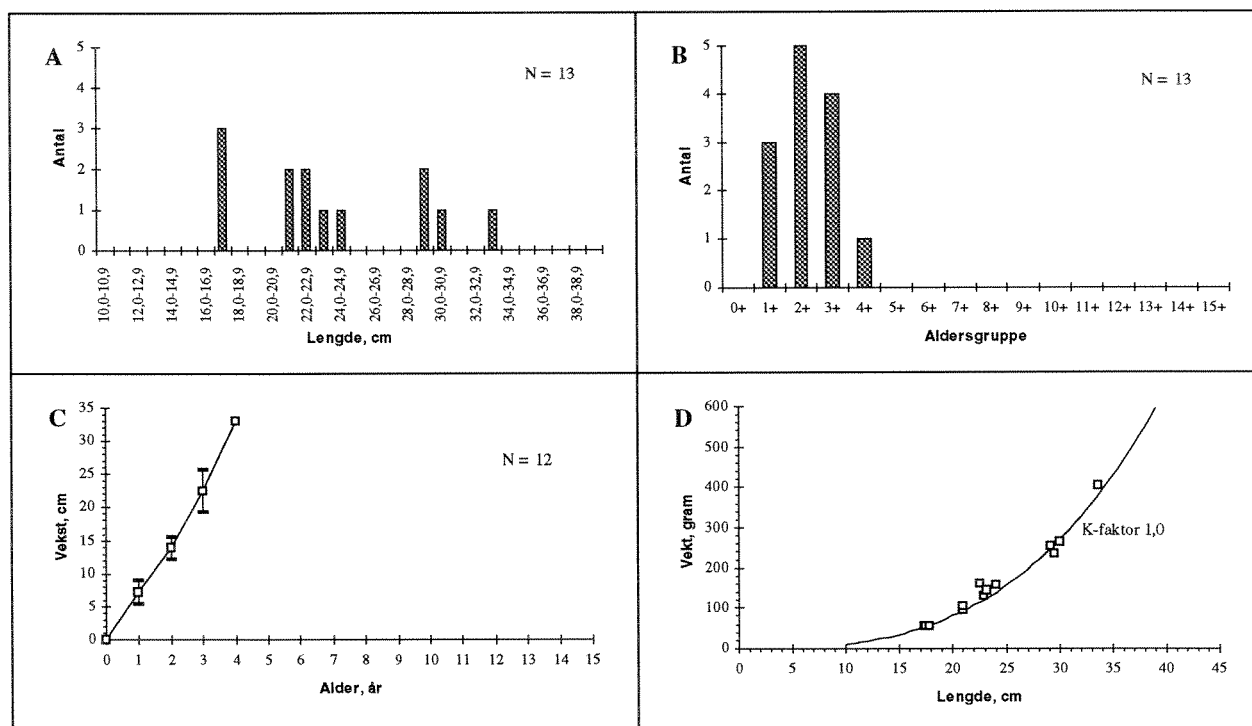 A
N = 13
5
4
3
2
1
0
Antal
10,0-10,9
12,0-12,9
14,0-14,9
16,0-16,9
18,0-18,9
20,0-20,9
22,0-22,9
24,0-24,9
26,0-26,9
28,0-28,9
30,0-30,9
32,0-32,9
34,0-34,9
36,0-36,9
38,0-38,9
Lengde, cm
B
N = 13
5
4
3
2
1
0
Antal
0+ 1+ 2+ 3+ 4+ 5+ 6+ 7+ 8+ 9+ 10+ 11+ 12+ 13+ 14+ 15+
Aldersgruppe
C
N = 12
35
30
25
20
15
10
5
0
Vekst, cm
0 1 2 3 4 5 6 7 8 9 10 11 12 13 14 15
Alder, år
D
600
500
400
300
200
100
0
Vekt, gram
K-faktor 1,0
0 5 10 15 20 25 30 35 40 45
Lengde, cm